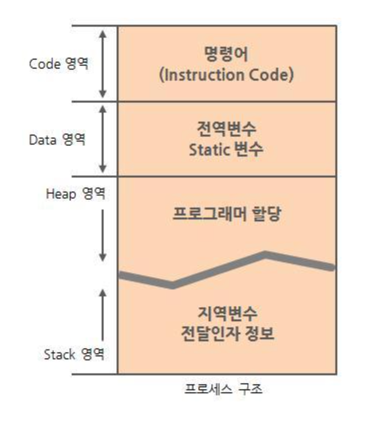 Code 영역
명령어
(Instruction Code)
Data 영역
전역변수
Static 변수
Heap 영역
프로그래머 할당
지역변수
전달인자 정보
Stack 영역
프로세스 구조